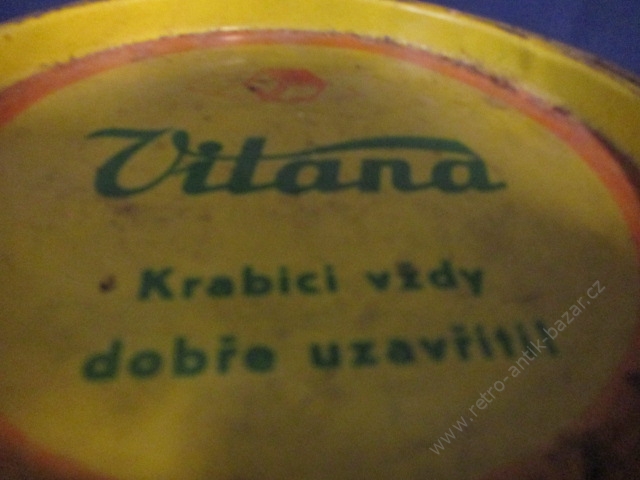 Vitana
Krabici vždy
dobře uzavříti!
www.retro-antik-bazar.cz